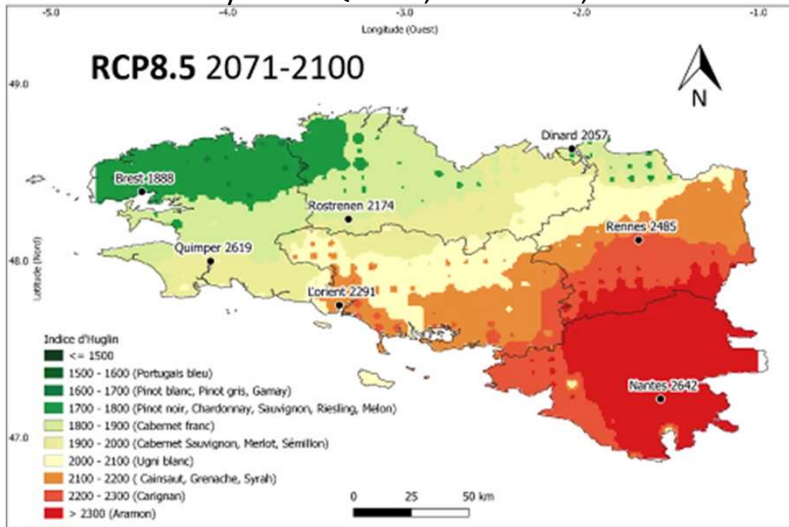 -5.0 -4.0 -3.0 -2.0 -1.0
Longitude (Ouest)
RCP8.5 2071-2100
N
49.0
Dinard 2057
Brest 1888
Rostrenen 2174
Rennes 2485
Latitude (Nord)
48.0
Quimper 2619
Lorient 2291
Indice d'Huglin
<= 1500
1500 - 1600 (Portugais bleu)
1600 - 1700 (Pinot blanc, Pinot gris, Gamay)
1700 - 1800 (Pinot noir, Chardonnay, Sauvignon, Riesling, Melon)
1800 - 1900 (Cabernet franc)
1900 - 2000 (Cabernet Sauvignon, Merlot, Sémillon)
2000 - 2100 (Ugni blanc)
2100 - 2200 ( Cainsaut, Grenache, Syrah)
2200 - 2300 (Carignan)
> 2300 (Aramon)
Nantes 2642
47.0
0 25 50 km